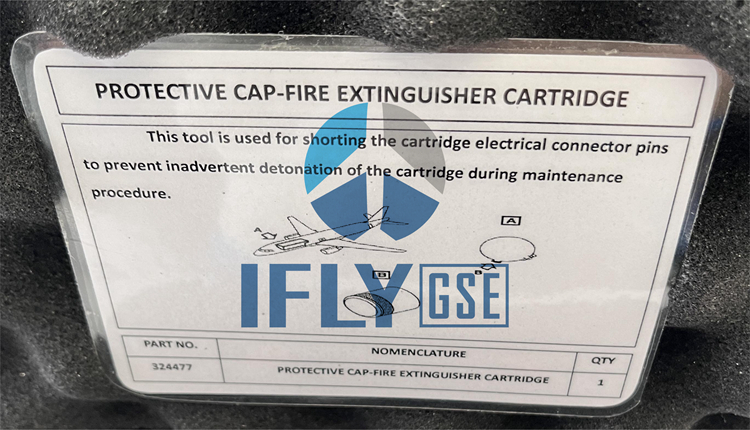 PROTECTIVE CAP-FIRE EXTINGUISHER CARTRIDGE
This tool is used for shorting the cartridge electrical connector pins
to prevent inadvertent detonation of the cartridge during maintenance
procedure.
A
A
B
B
IFLY GSE
PART NO. NOMENCLATURE QTY
324477 PROTECTIVE CAP-FIRE EXTINGUISHER CARTRIDGE 1